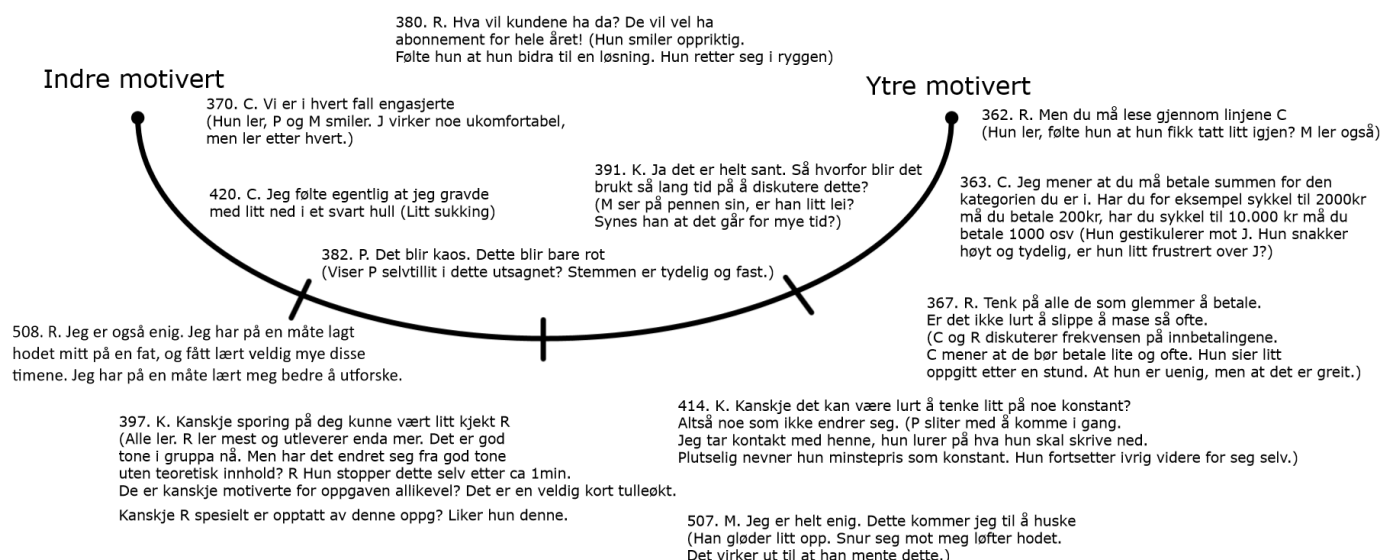 380. R. Hva vil kundene ha da? De vil vel ha
abonnement for hele året! (Hun smiler oppriktig.
Følte hun at hun bidra til en løsning. Hun retter seg i ryggen)
Indre motivert
Ytre motivert
370. C. Vi er i hvert fall engasjerte
(Hun ler, P og M smiler. J virker noe ukomfortabel,
men ler etter hvert.)
362. R. Men du må lese gjennom linjene C
(Hun ler, følte hun at hun fikk tatt litt igjen? M ler også)
391. K. Ja det er helt sant. Så hvorfor blir det
brukt så lang tid på å diskutere dette?
(M ser på pennen sin, er han litt lei?
Synes han at det går for mye tid?)
363. C. Jeg mener at du må betale summen for den
kategorien du er i. Har du for eksempel sykkel til 2000kr
må du betale 200kr, har du sykkel til 10.000 kr må du
betale 1000 osv (Hun gestikulerer mot J. Hun snakker
høyt og tydelig, er hun litt frustrert over J?)
420. C. Jeg følte egentlig at jeg gravde
med litt ned i et svart hull (Litt sukking)
382. P. Det blir kaos. Dette blir bare rot
(Viser P selvtillit i dette utsagnet? Stemmen er tydelig og fast.)
508. R. Jeg er også enig. Jeg har på en måte lagt
hodet mitt på en fat, og fått lært veldig mye disse
timene. Jeg har på en måte lært meg bedre å utforske.
367. R. Tenk på alle de som glemmer å betale.
Er det ikke lurt å slippe å mase så ofte.
(C og R diskuterer frekvensen på innbetalingene.
C mener at de bør betale lite og ofte. Hun sier litt
oppgitt etter en stund. At hun er uenig, men at det er greit.)
397. K. Kanskje sporing på deg kunne vært litt kjekt R
(Alle ler. R ler mest og utleverer enda mer. Det er god
tone i gruppa nå. Men har det endret seg fra god tone
uten teoretisk innhold? R Hun stopper dette selv etter ca 1min.
De er kanskje motiverte for oppgaven allikevel? Det er en veldig kort tulleøkt.
Kanskje R spesielt er opptatt av denne oppg? Liker hun denne.
414. K. Kanskje det kan være lurt å tenke litt på noe konstant?
Altså noe som ikke endrer seg. (P sliter med å komme i gang.
Jeg tar kontakt med henne, hun lurer på hva hun skal skrive ned.
Plutselig nevner hun minstepris som konstant. Hun fortsetter ivrig videre for seg selv.)
507. M. Jeg er helt enig. Dette kommer jeg til å huske
(Han gløder litt opp. Snur seg mot meg løfter hodet.
Det virker ut til at han mente dette.)